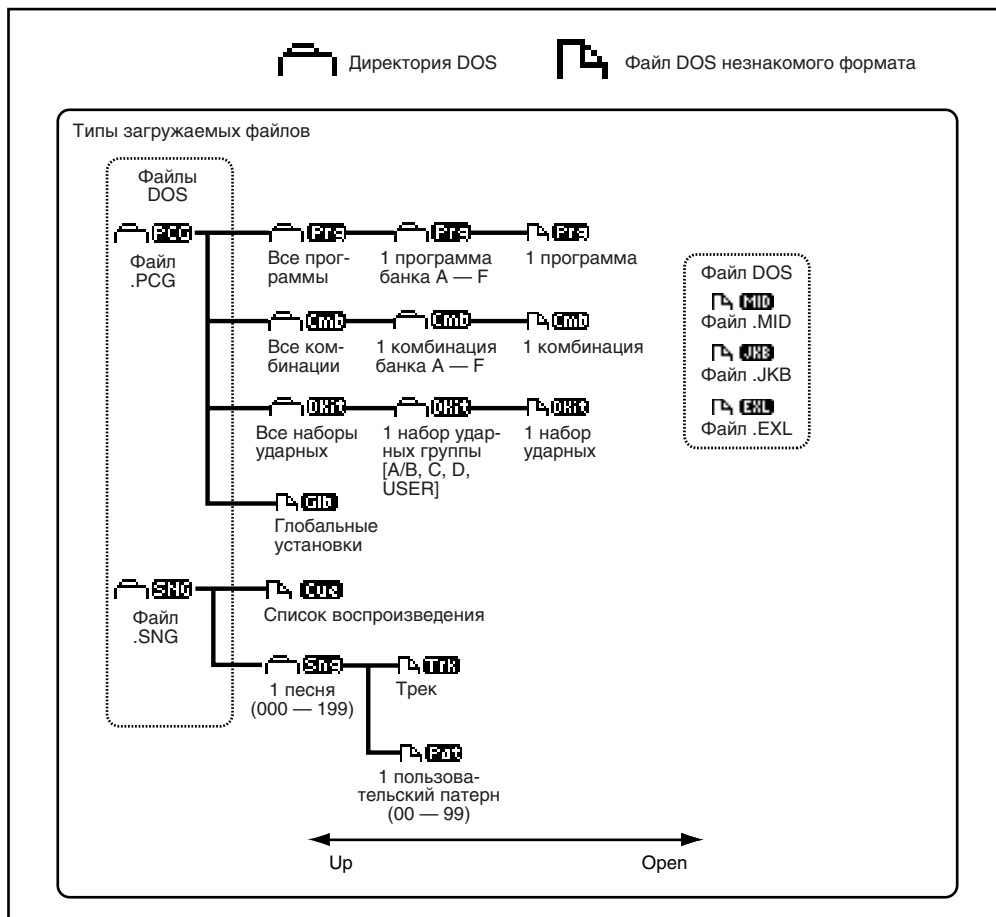 Директория DOS
Файл DOS незнакомого формата
Типы загружаемых файлов
Файлы
DOS
PCG
Файл
.PCG
Prg
Все прог-
раммы
Prg
1 программа
банка A — F
Prg
1 программа
Cmb
Все ком-
бинации
Cmb
1 комбинация
банка A — F
Cmb
1 комбинация
DKit
Все наборы
ударных
DKit
1 набор удар-
ных группы
[A/B, C, D,
USER]
DKit
1 набор
ударных
Glb
Глобальные
установки
SNG
Файл
.SNG
Cue
Список воспроизведения
Sng
1 песня
(000 — 199)
Trk
Трек
Pat
1 пользова-
тельский патерн
(00 — 99)
Файл DOS
MID
Файл .MID
JKB
Файл .JKB
EXL
Файл .EXL
Up
Open